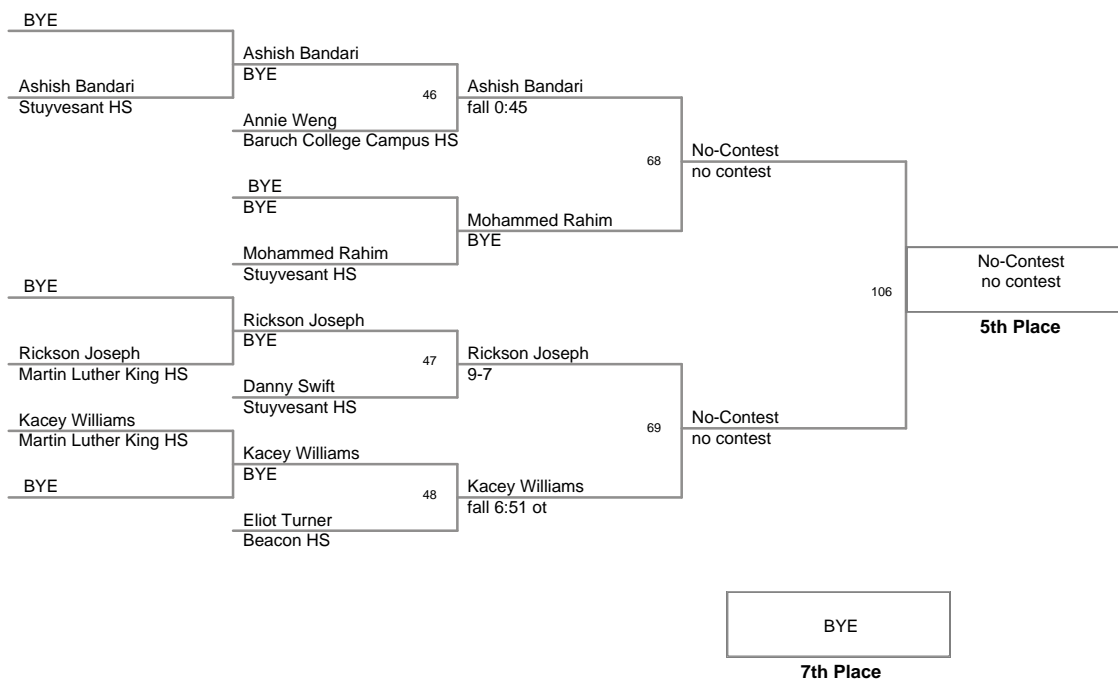 BYE
Ashish Bandari
Stuyvesant HS
BYE
Rickson Joseph
Martin Luther King HS
Kacey Williams
Martin Luther King HS
BYE
Ashish Bandari
BYE
46
Annie Weng
Baruch College Campus HS
BYE
BYE
Mohammed Rahim
Stuyvesant HS
Rickson Joseph
BYE
47
Danny Swift
Stuyvesant HS
Kacey Williams
BYE
48
Eliot Turner
Beacon HS
Ashish Bandari
fall 0:45
68
Mohammed Rahim
BYE
Rickson Joseph
9-7
69
Kacey Williams
fall 6:51 ot
No-Contest
no contest
106
No-Contest
no contest
No-Contest
no contest
5th Place
BYE
7th Place